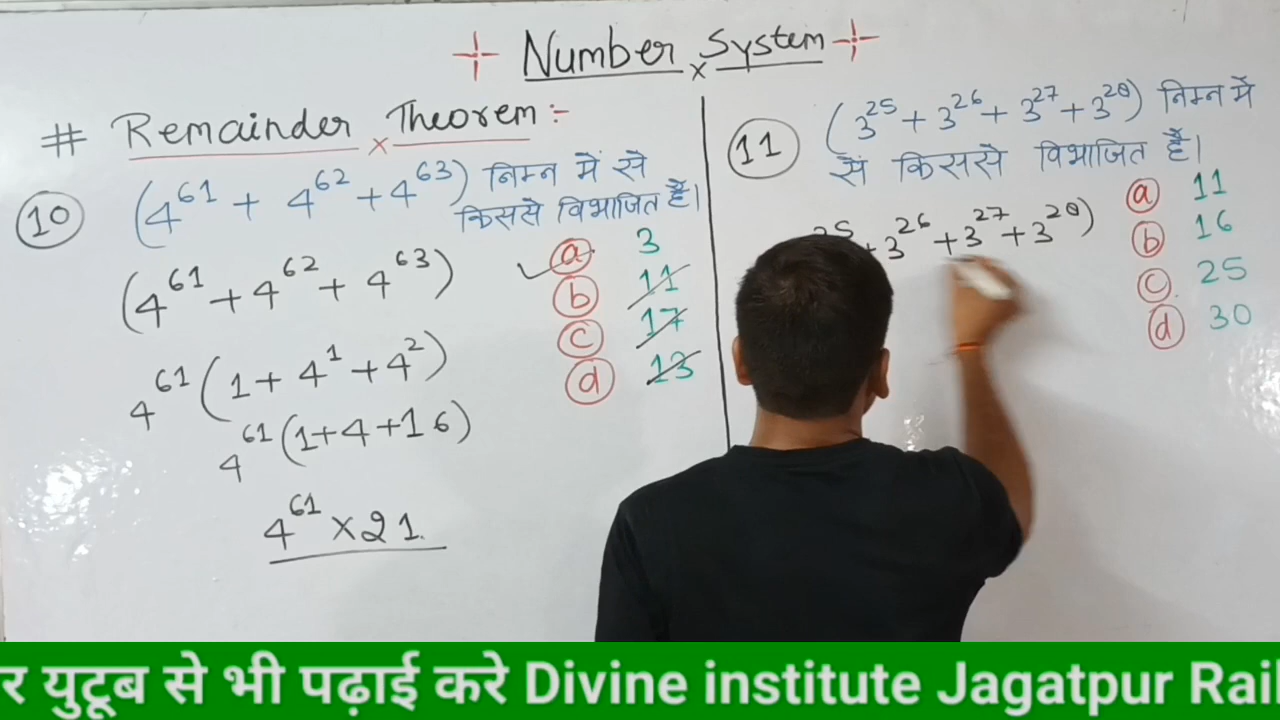 Number System
# Remainder Theorem :-
10 (4^61 + 4^62 + 4^63) निम्न में से
किससे विभाजित है।
a 3
b 11
c 17
d 13
(4^61 + 4^62 + 4^63)
4^61 (1 + 4^1 + 4^2)
4^61 (1+4+16)
4^61 × 21
11 (3^25 + 3^26 + 3^27 + 3^28) निम्न में
से किससे विभाजित है।
a 11
b 16
c 25
d 30
+ 3^26 + 3^27 + 3^28)
र युटूब से भी पढ़ाई करे Divine institute Jagatpur Rail